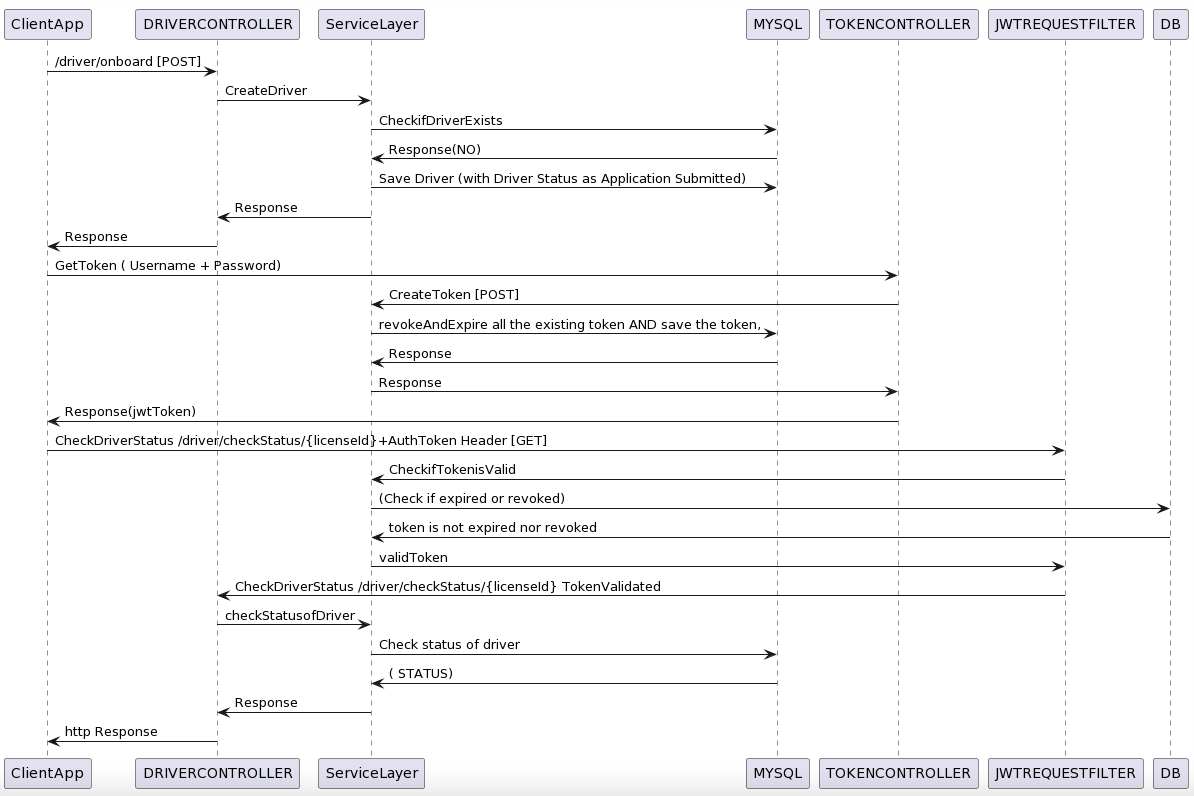 ClientApp DRIVERCONTROLLER ServiceLayer MYSQL TOKENCONTROLLER JWTREQUESTFILTER DB
/driver/onboard [POST]
CreateDriver
CheckifDriverExists
Response(NO)
Save Driver (with Driver Status as Application Submitted)
Response
Response
GetToken ( Username + Password)
CreateToken [POST]
revokeAndExpire all the existing token AND save the token,
Response
Response
Response(jwtToken)
CheckDriverStatus /driver/checkStatus/{licenseId}+AuthToken Header [GET]
CheckifTokenisValid
(Check if expired or revoked)
token is not expired nor revoked
validToken
CheckDriverStatus /driver/checkStatus/{licenseId} TokenValidated
checkStatusofDriver
Check status of driver
( STATUS)
Response
http Response
ClientApp DRIVERCONTROLLER ServiceLayer MYSQL TOKENCONTROLLER JWTREQUESTFILTER DB